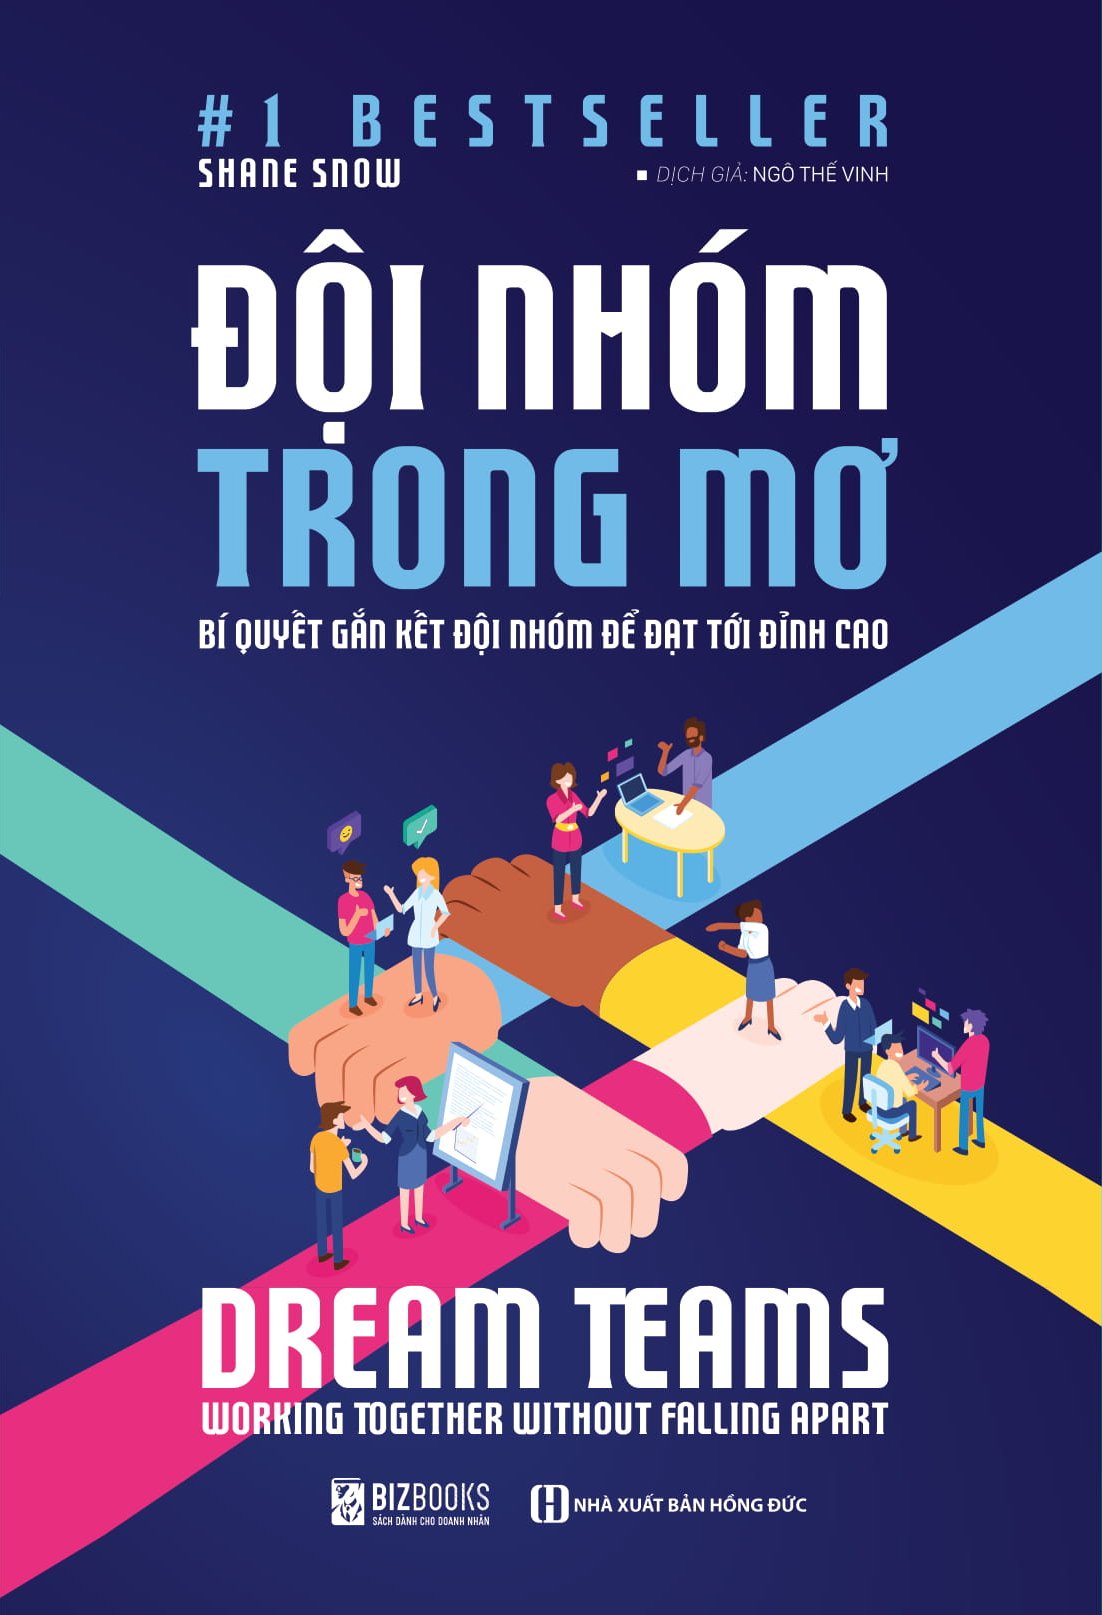 #1 BESTSELLER
SHANE SNOW
▪ DỊCH GIẢ: NGÔ THẾ VINH
ĐỘI NHÓM
TRONG MƠ
BÍ QUYẾT GẮN KẾT ĐỘI NHÓM ĐỂ ĐẠT TỚI ĐỈNH CAO
DREAM TEAMS
WORKING TOGETHER WITHOUT FALLING APART
BIZBOOKS
SÁCH DÀNH CHO DOANH NHÂN
NHÀ XUẤT BẢN HỒNG ĐỨC